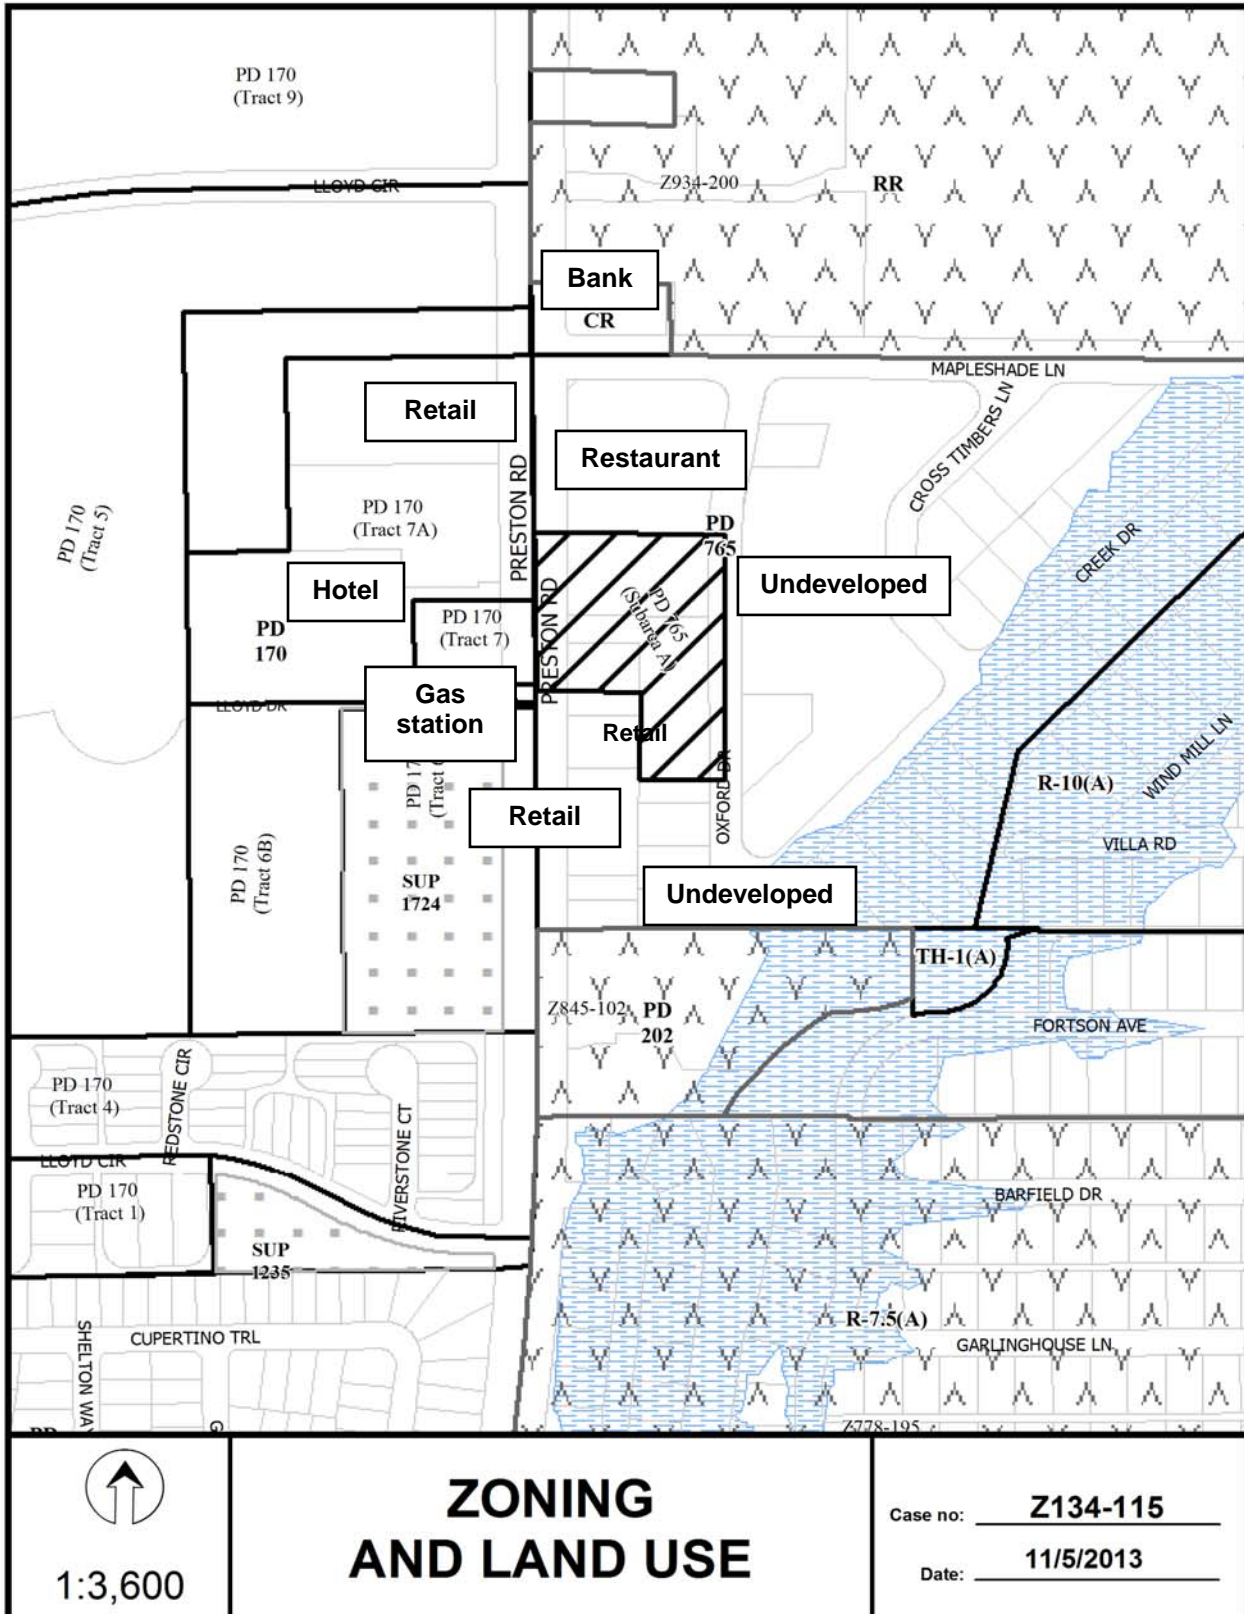 PD 170
(Tract 9)
LLOYD CIR
Z934-200
RR
Bank
CR
MAPLESHADE LN
Retail
Restaurant
CROSS TIMBERS LN
PRESTON RD
PD 170
(Tract 5)
PD 170
(Tract 7A)
PD
765
CREEK DR
Hotel
Undeveloped
PD 170
(Tract 7)
PRESTON RD
PD 765
(Subarea A)
PD
170
Gas
station
LLOYD DR
Retail
WIND MILL LN
R-10(A)
OXFORD DR
Retail
VILLA RD
PD 170
(Tract 6B)
SUP
1724
Undeveloped
TH-1(A)
Z845-102
PD
202
FORTSON AVE
PD 170
(Tract 4)
REDSTONE CIR
RIVERSTONE CT
LLOYD CIR
PD 170
(Tract 1)
BARFIELD DR
SUP
1235
R-7.5(A)
SHELTON WAY
CUPERTINO TRL
GARLINGHOUSE LN
Z778-195
1:3,600
ZONING
AND LAND USE
Case no: Z134-115
Date: 11/5/2013